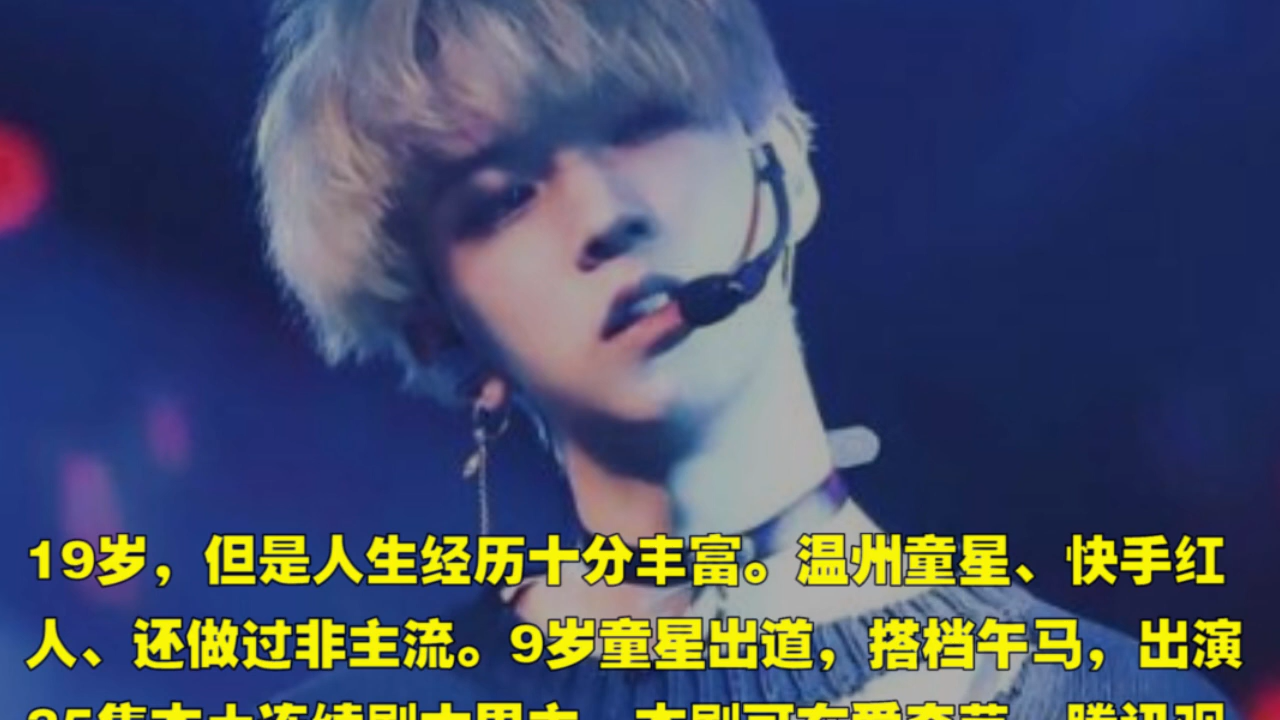 19岁，但是人生经历十分丰富。温州童星、快手红
人、还做过非主流。9岁童星出道，搭档午马，出演